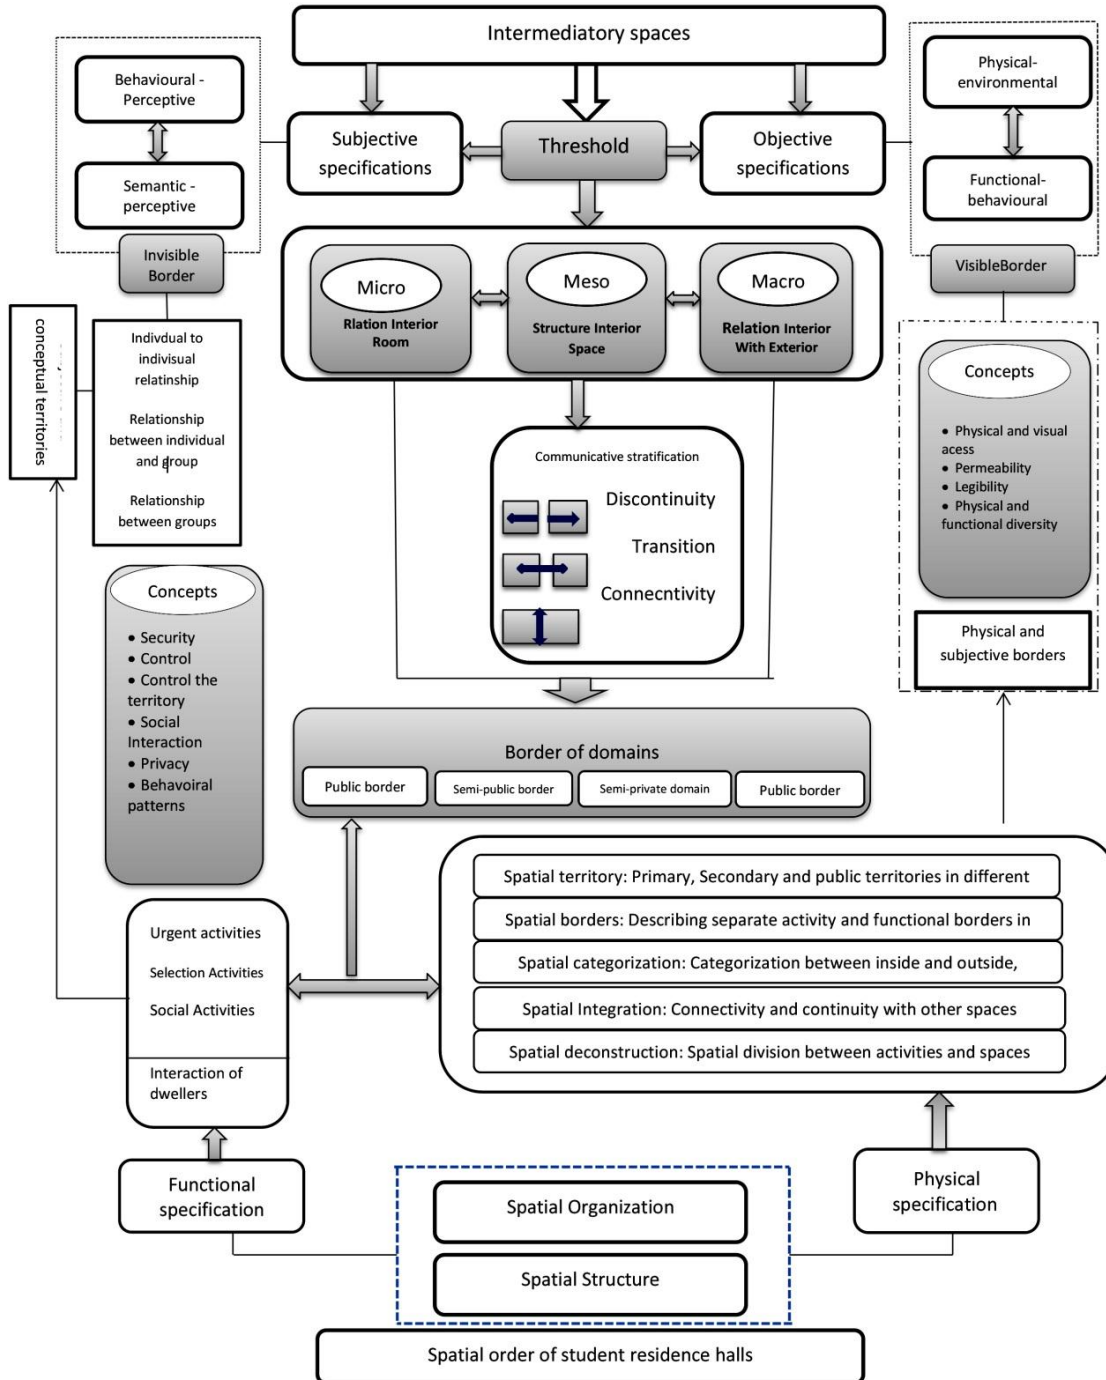 Intermediatory spaces
Behavioural -
Perceptive
Semantic -
perceptive
Subjective
specifications
Threshold
Objective
specifications
Physical-
environmental
Functional-
behavioural
Invisible
Border
VisibleBorder
Micro
Rlation Interior
Room
Meso
Structure Interior
Space
Macro
Relation Interior
With Exterior
conceptual territories
Indivdual to
indivisual
relatinship
Relationship
between individual
and g
Relationship
between groups
Concepts
• Physical and visual
acess
• Permeability
• Legibility
• Physical and
functional diversity
Communicative stratification
Discontinuity
Transition
Connecntivity
Physical and
subjective borders
Concepts
• Security
• Control
• Control the
territory
• Social
Interaction
• Privacy
• Behavoiral
patterns
Border of domains
Public border
Semi-public border
Semi-private domain
Public border
Urgent activities
Selection Activities
Social Activities
Interaction of
dwellers
Spatial territory: Primary, Secondary and public territories in different
Spatial borders: Describing separate activity and functional borders in
Spatial categorization: Categorization between inside and outside,
Spatial Integration: Connectivity and continuity with other spaces
Spatial deconstruction: Spatial division between activities and spaces
Functional
specification
Physical
specification
Spatial Organization
Spatial Structure
Spatial order of student residence halls